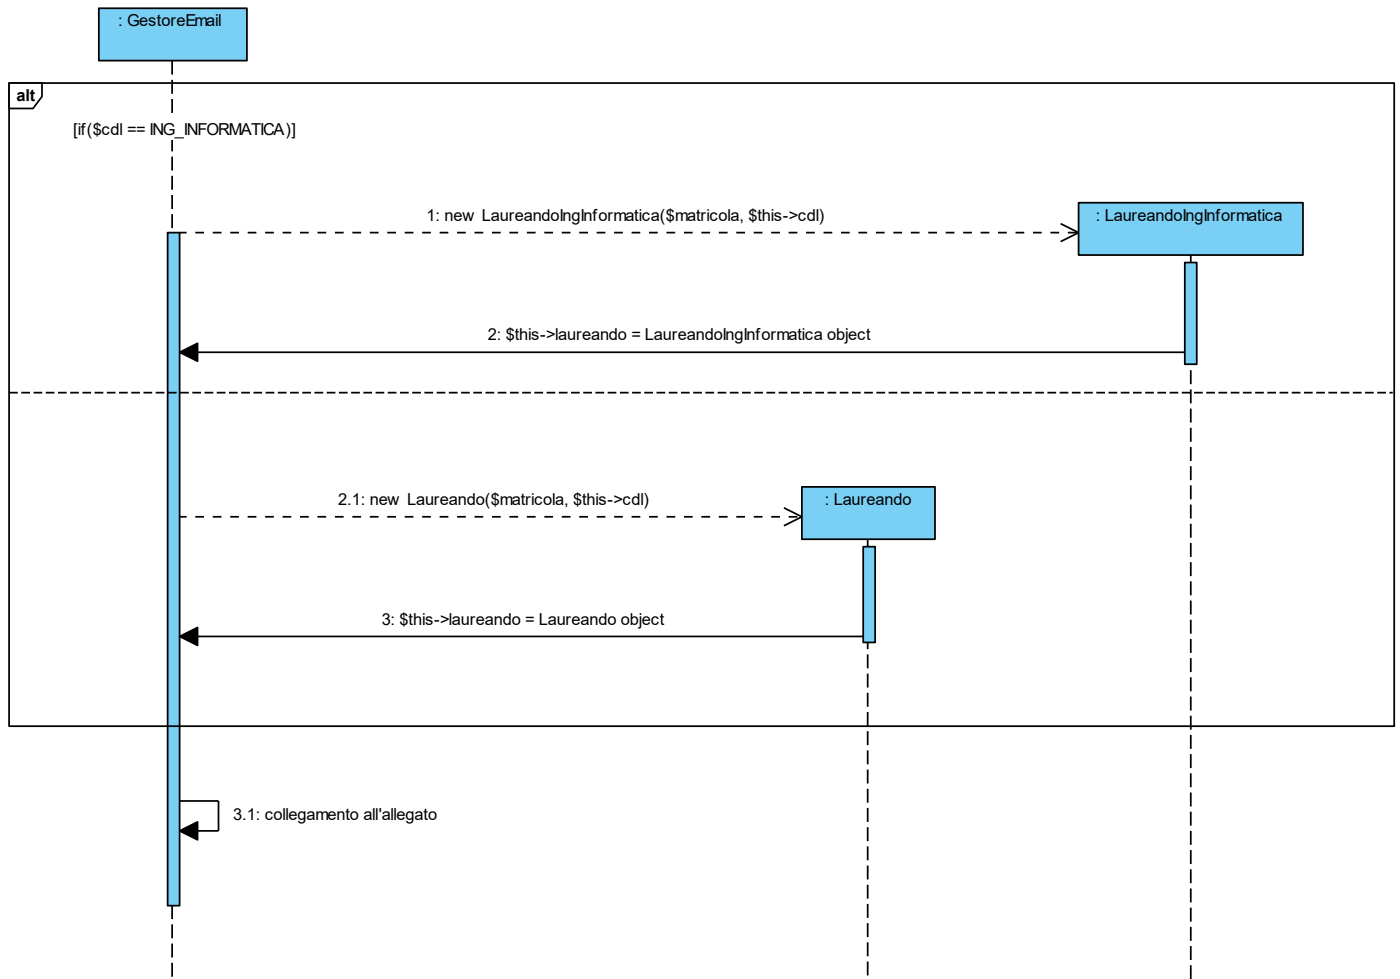 : GestoreEmail
alt
[if($cdl == ING_INFORMATICA)]
1: new LaureandoIngInformatica($matricola, $this->cdl)
: LaureandoIngInformatica
2: $this->laureando = LaureandoIngInformatica object
2.1: new Laureando($matricola, $this->cdl)
: Laureando
3: $this->laureando = Laureando object
3.1: collegamento all'allegato